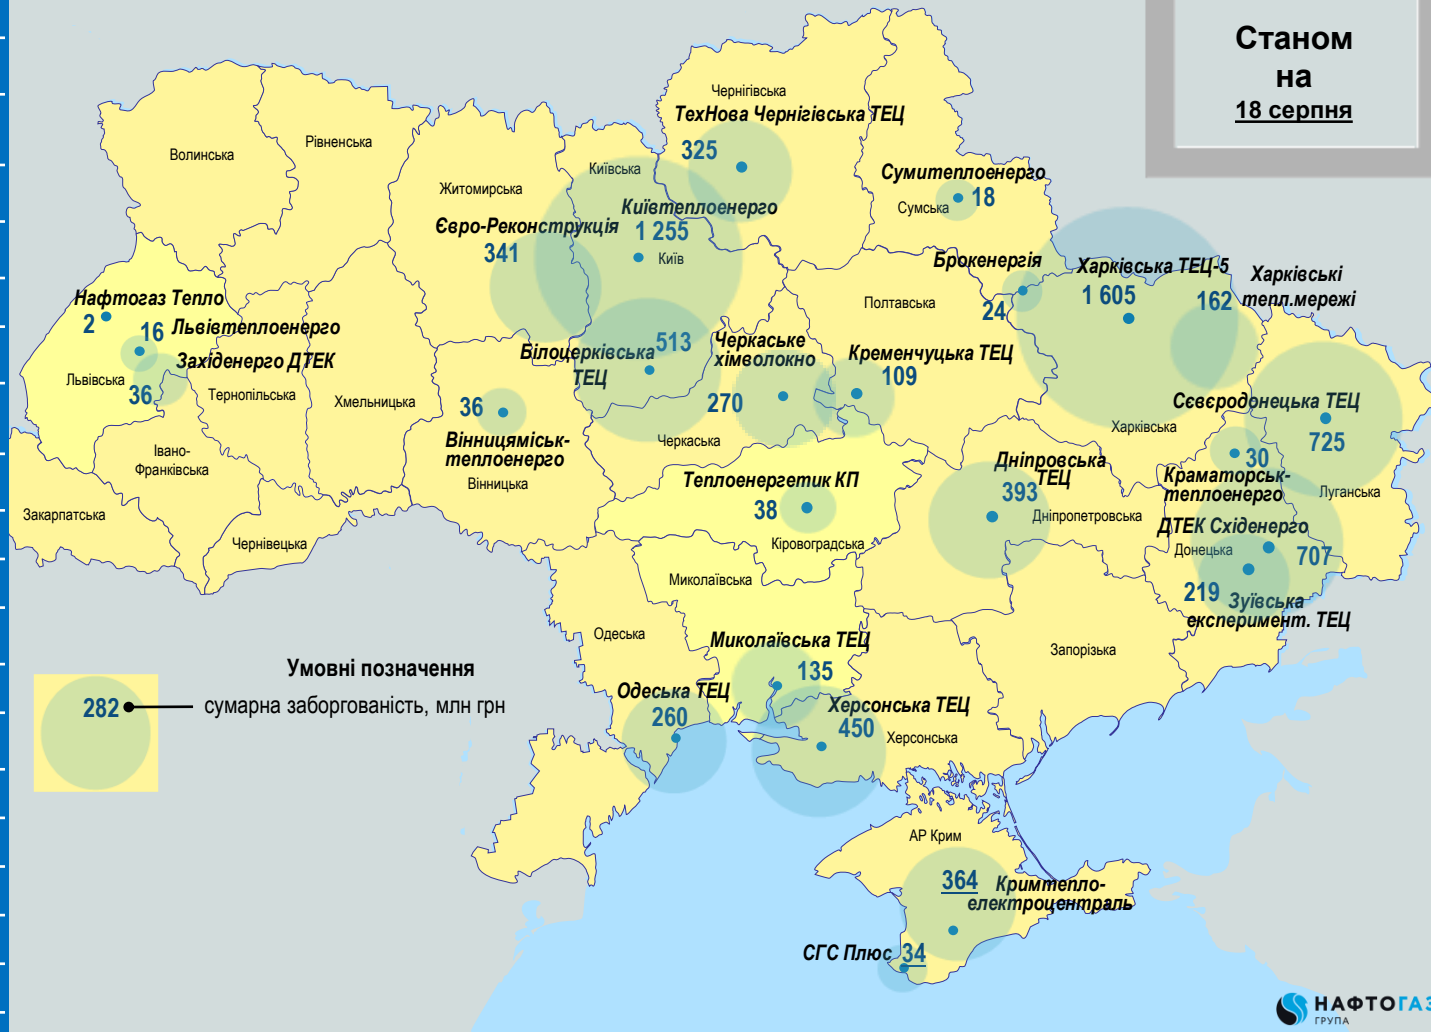 Станом
на
18 серпня
Чернігівська
ТехНова Чернігівська ТЕЦ
325
Рівненська
Волинська
Київська
Житомирська
Сумитеплоенерго
18
Сумська
Київтеплоенерго
1 255
Київ
Євро-Реконструкція
341
Брокенергія
24
Харківська ТЕЦ-5
1 605
162
Харківські
тепл.мережі
Полтавська
Нафтогаз Тепло
2
16
Львівтеплоенерго
Західенерго ДТЕК
36
Львівська
Тернопільська
Хмельницька
Білоцерківська
ТЕЦ
513
Черкаське
хімволокно
270
Кременчуцька ТЕЦ
109
Сєвєродонецька ТЕЦ
725
Харківська
Черкаська
36
Вінницяміськ-
теплоенерго
Вінницька
Івано-
Франківська
Закарпатська
Чернівецька
Теплоенергетик КП
38
Кіровоградська
Дніпровська
ТЕЦ
393
Дніпропетровська
30
Краматорськ-
теплоенерго
Луганська
ДТЕК Східенерго
Донецька
707
219
Зуївська
експеримент. ТЕЦ
Миколаївська
Одеська
Миколаївська ТЕЦ
135
Запорізька
Одеська ТЕЦ
260
Херсонська ТЕЦ
450
Херсонська
Умовні позначення
282
сумарна заборгованість, млн грн
АР Крим
364
Кримтепло-
електроцентраль
СГС Плюс
34
НАФТОГАЗ
ГРУПА